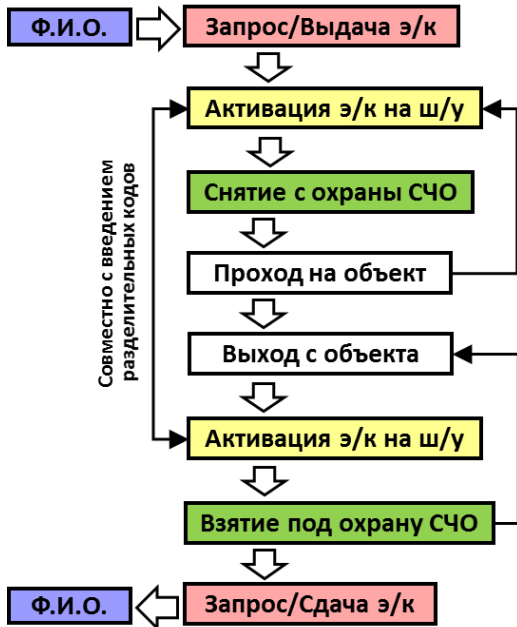 Ф.И.О.
Запрос/Выдача э/к
Активация э/к на ш/у
Снятие с охраны СЧО
Проход на объект
Совместно с введением
разделительных кодов
Выход с объекта
Активация э/к на ш/у
Взятие под охрану СЧО
Ф.И.О.
Запрос/Сдача э/к